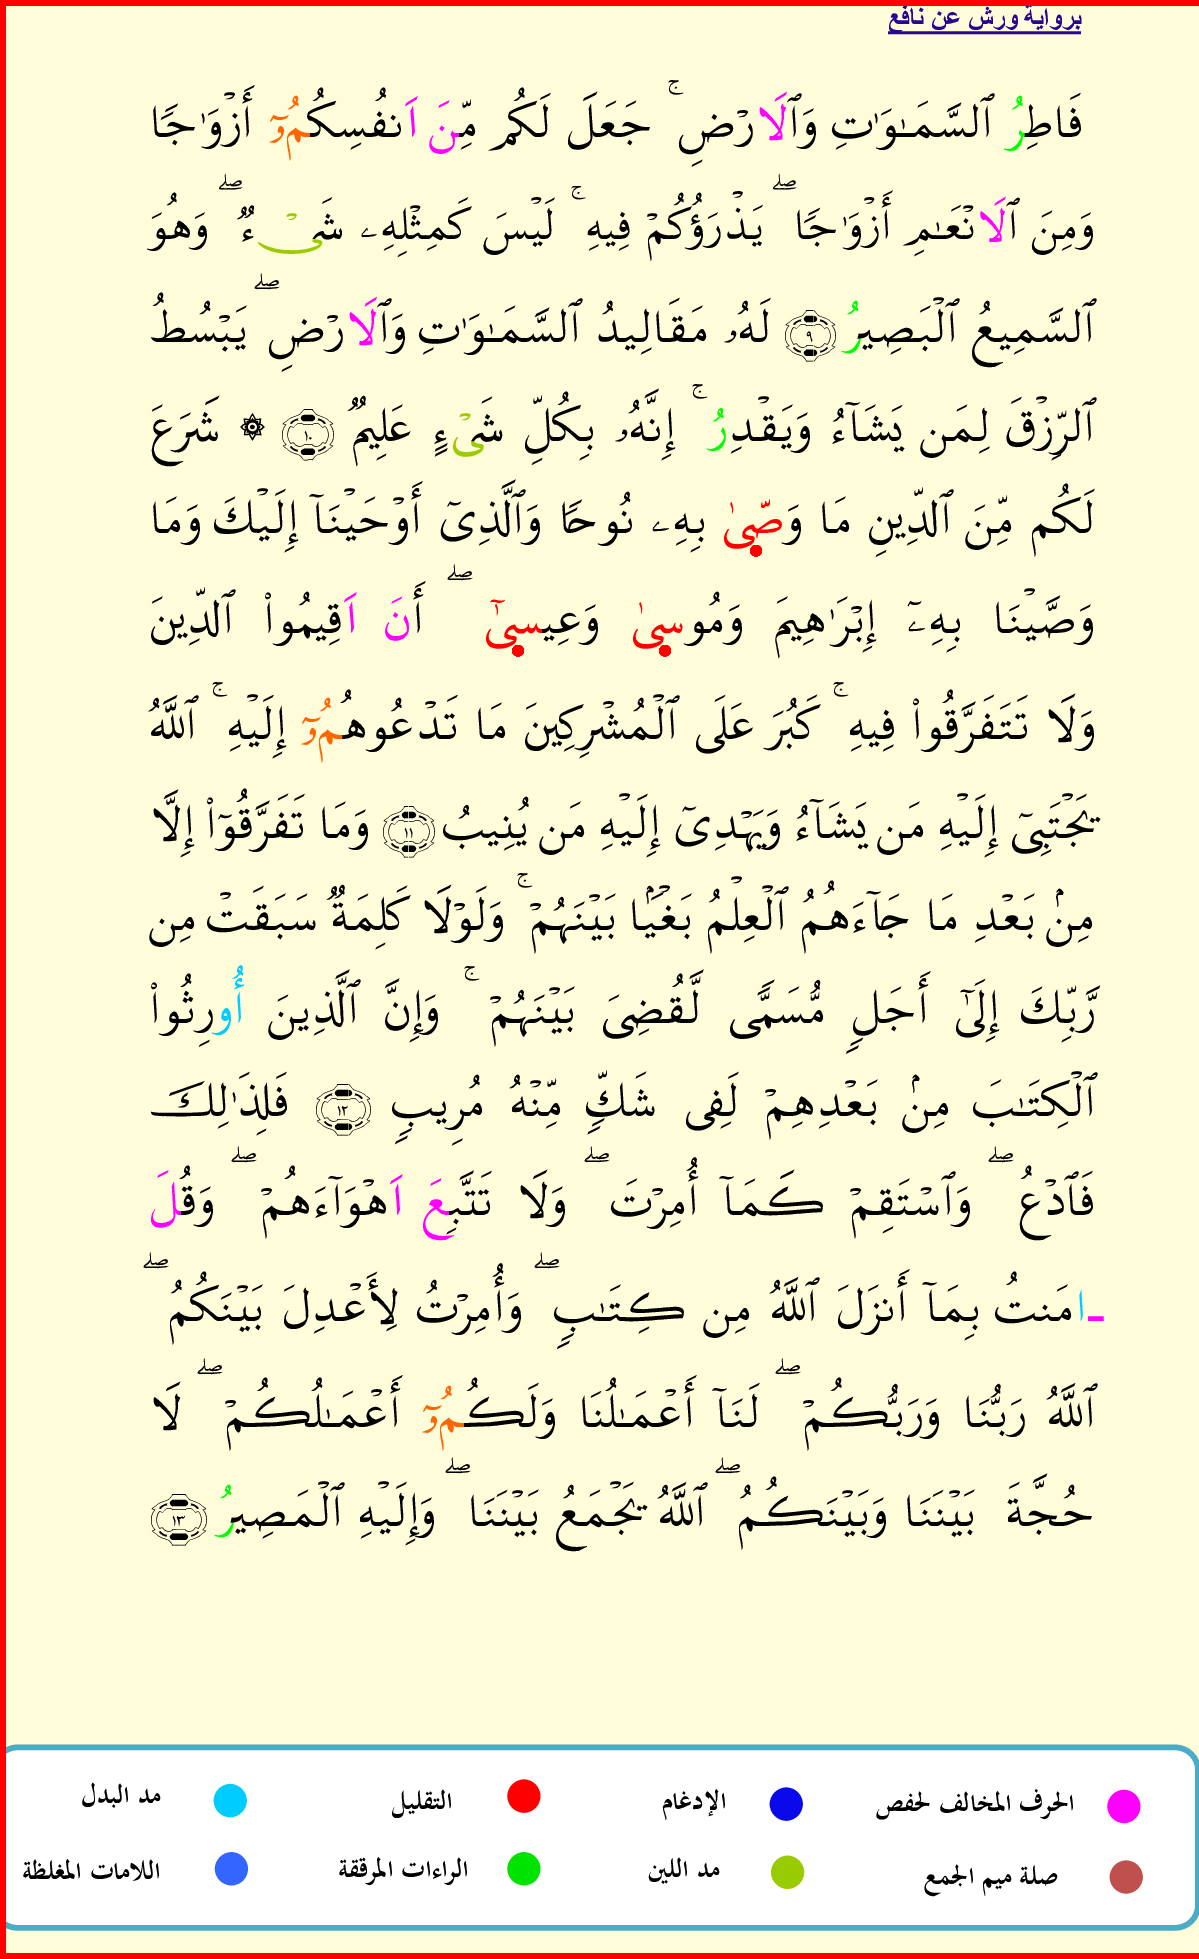 برواية ورش عن نافع
فَاطِرُ ٱلسَّمَـٰوَٰتِ وَٱلَارْضِ ۚ جَعَلَ لَكُم مِّنَ اَنفُسِكُمُۥٓ أَزْوَٰجًا
وَمِنَ ٱلَانْعَـٰمِ أَزْوَٰجًا ۖ يَذْرَؤُكُمْ فِيهِ ۚ لَيْسَ كَمِثْلِهِۦ شَىْءٌ ۖ وَهُوَ
ٱلسَّمِيعُ ٱلْبَصِيرُ ٩ لَهُۥ مَقَالِيدُ ٱلسَّمَـٰوَٰتِ وَٱلَارْضِ ۖ يَبْسُطُ
ٱلرِّزْقَ لِمَن يَشَآءُ وَيَقْدِرُ ۚ إِنَّهُۥ بِكُلِّ شَىْءٍ عَلِيمٌ ١٠ ۞ شَرَعَ
لَكُم مِّنَ ٱلدِّينِ مَا وَصّ۪ىٰ بِهِۦ نُوحًا وَٱلَّذِىٓ أَوْحَيْنَآ إِلَيْكَ وَمَا
وَصَّيْنَا بِهِۦٓ إِبْرَٰهِيمَ وَمُوس۪ىٰ وَعِيس۪ىٰٓ ۖ أَنَ اَقِيمُوا۟ ٱلدِّينَ
وَلَا تَتَفَرَّقُوا۟ فِيهِ ۚ كَبُرَ عَلَى ٱلْمُشْرِكِينَ مَا تَدْعُوهُمُۥٓ إِلَيْهِ ۚ ٱللَّهُ
يَجْتَبِىٓ إِلَيْهِ مَن يَشَآءُ وَيَهْدِىٓ إِلَيْهِ مَن يُنِيبُ ١١ وَمَا تَفَرَّقُوٓا۟ إِلَّا
مِنۢ بَعْدِ مَا جَآءَهُمُ ٱلْعِلْمُ بَغْيًۢا بَيْنَهُمْ ۚ وَلَوْلَا كَلِمَةٌ سَبَقَتْ مِن
رَّبِّكَ إِلَىٰٓ أَجَلٍ مُّسَمًّى لَّقُضِىَ بَيْنَهُمْ ۚ وَإِنَّ ٱلَّذِينَ أُورِثُوا۟
ٱلْكِتَـٰبَ مِنۢ بَعْدِهِمْ لَفِى شَكٍّ مِّنْهُ مُرِيبٍ ١٢ فَلِذَٰلِكَ
فَٱدْعُ ۖ وَٱسْتَقِمْ كَمَآ أُمِرْتَ ۖ وَلَا تَتَّبِعَ اَهْوَآءَهُمْ ۖ وَقُلَ
ـامَنتُ بِمَآ أَنزَلَ ٱللَّهُ مِن كِتَـٰبٍ ۖ وَأُمِرْتُ لِأَعْدِلَ بَيْنَكُمُ ۖ
ٱللَّهُ رَبُّنَا وَرَبُّكُمْ ۖ لَنَآ أَعْمَـٰلُنَا وَلَكُمُۥٓ أَعْمَـٰلُكُمْ ۖ لَا
حُجَّةَ بَيْنَنَا وَبَيْنَكُمُ ۖ ٱللَّهُ يَجْمَعُ بَيْنَنَا ۖ وَإِلَيْهِ ٱلْمَصِيرُ ١٣
الحرف المخالف لحفص الإدغام التقليل مد البدل
صلة ميم الجمع مد اللين الراءات المرققة اللامات المغلظة